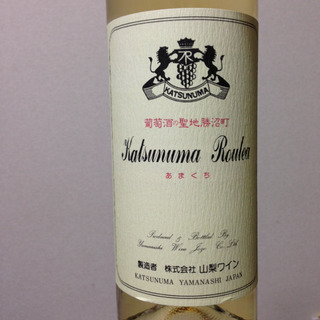 KATSUNUMA
葡萄酒の聖地勝沼町
Katsunuma Roulea
あまくち
Produced & Bottled By
Yamanashi Wine Jozo Co., Ltd.
製造者 株式会社 山梨ワイン
KATSUNUMA YAMANASHI JAPAN